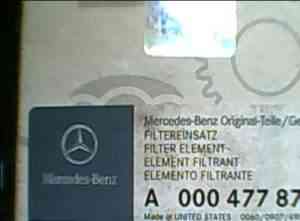 Mercedes-Benz Original-Teile/Ge
FILTEREINSATZ
FILTER ELEMENT-
ELEMENT FILTRANT
ELEMENTO FILTRANTE
Mercedes-Benz
A 000 477 87
Made in UNITED STATES